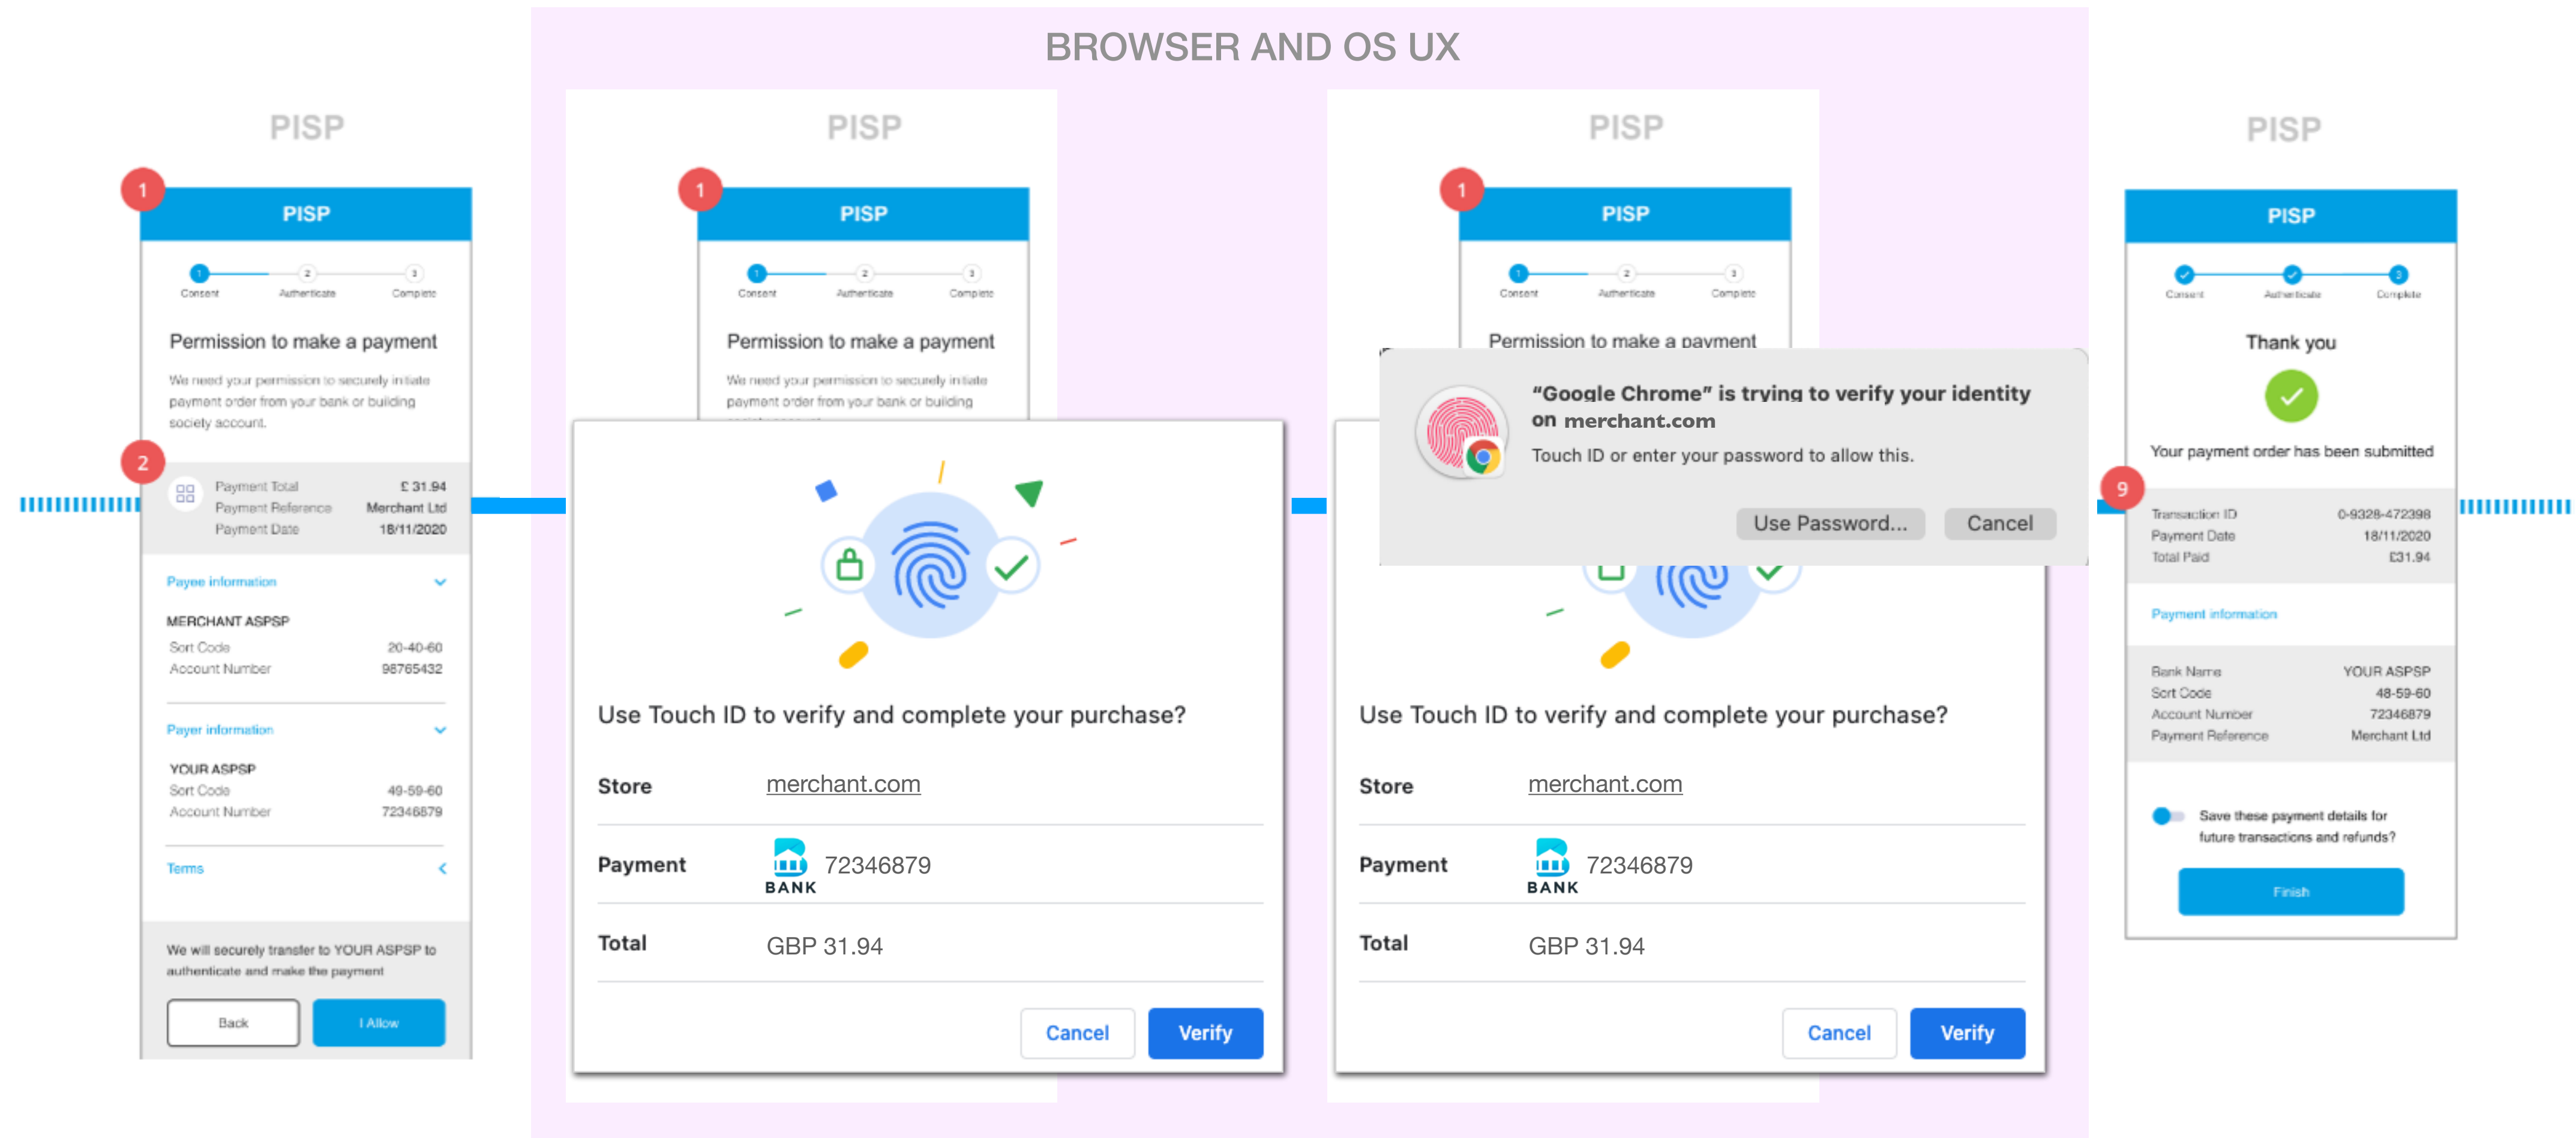 BROWSER AND OS UX
PISP
1
PISP
1 2 3
Consent Authenticate Complete
Permission to make a payment
We need your permission to securely initiate
payment order from your bank or building
society account.
2
Payment Total £ 31.94
Payment Reference Merchant Ltd
Payment Date 18/11/2020
Payee information
MERCHANT ASPSP
Sort Code 20-40-60
Account Number 98765432
Payer information
YOUR ASPSP
Sort Code 49-59-60
Account Number 72346879
Terms
We will securely transfer to YOUR ASPSP to
authenticate and make the payment
Back I Allow
PISP
1
PISP
1 2 3
Consent Authenticate Complete
Permission to make a payment
We need your permission to securely initiate
payment order from your bank or building
society account.
Use Touch ID to verify and complete your purchase?
Store merchant.com
Payment BANK 72346879
Total GBP 31.94
Cancel Verify
PISP
1
PISP
1 2 3
Consent Authenticate Complete
Permission to make a payment
“Google Chrome” is trying to verify your identity
on merchant.com
Touch ID or enter your password to allow this.
Use Password... Cancel
Use Touch ID to verify and complete your purchase?
Store merchant.com
Payment BANK 72346879
Total GBP 31.94
Cancel Verify
PISP
PISP
3
Consent Authenticate Complete
Thank you
Your payment order has been submitted
9
Transaction ID 0-9328-472398
Payment Date 18/11/2020
Total Paid £31.94
Payment information
Bank Name YOUR ASPSP
Sort Code 48-59-60
Account Number 72346879
Payment Reference Merchant Ltd
Save these payment details for
future transactions and refunds?
Finish